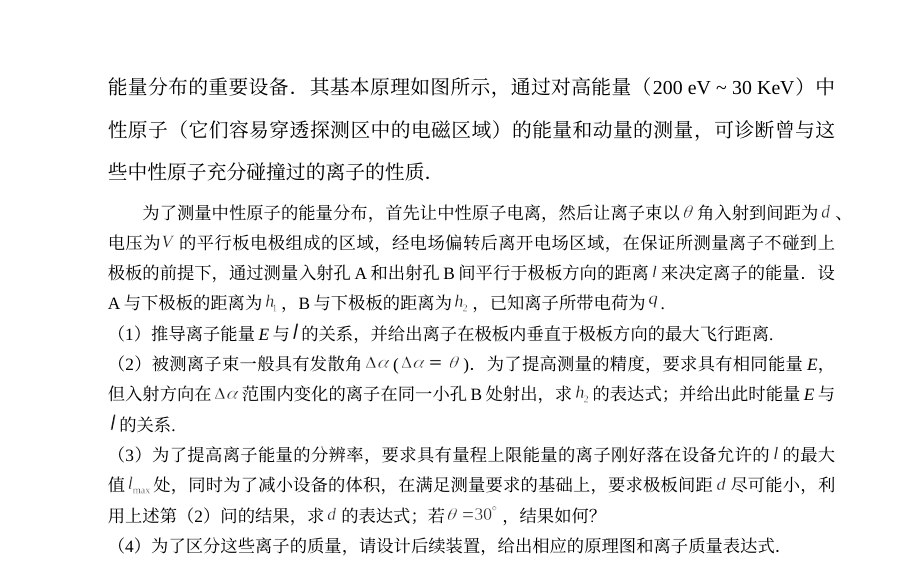 能量分布的重要设备．其基本原理如图所示，通过对高能量（200 eV ~ 30 KeV）中
性原子（它们容易穿透探测区中的电磁区域）的能量和动量的测量，可诊断曾与这
些中性原子充分碰撞过的离子的性质．
为了测量中性原子的能量分布，首先让中性原子电离，然后让离子束以θ角入射到间距为d、
电压为V 的平行板电极组成的区域，经电场偏转后离开电场区域，在保证所测量离子不碰到上
极板的前提下，通过测量入射孔 A 和出射孔 B 间平行于极板方向的距离 l 来决定离子的能量．设
A 与下极板的距离为h₁，B 与下极板的距离为h₂，已知离子所带电荷为q．
（1）推导离子能量 E 与 l 的关系，并给出离子在极板内垂直于极板方向的最大飞行距离．
（2）被测离子束一般具有发散角Δα(Δα = θ)．为了提高测量的精度，要求具有相同能量 E，
但入射方向在Δα范围内变化的离子在同一小孔 B 处射出，求h₂的表达式；并给出此时能量 E 与
l 的关系．
（3）为了提高离子能量的分辨率，要求具有量程上限能量的离子刚好落在设备允许的 l 的最大
值 lmax 处，同时为了减小设备的体积，在满足测量要求的基础上，要求极板间距 d 尽可能小，利
用上述第（2）问的结果，求 d 的表达式；若θ=30°，结果如何？
（4）为了区分这些离子的质量，请设计后续装置，给出相应的原理图和离子质量表达式．